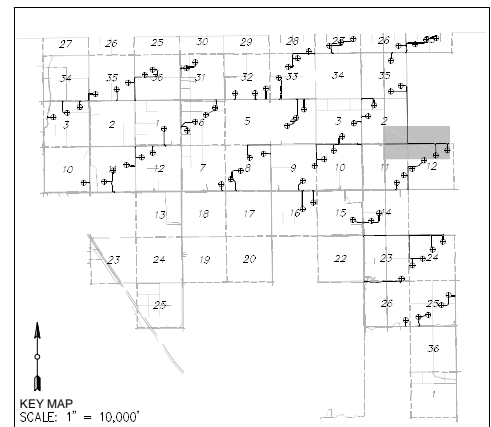 27 26 25 30 29 28 26
34 35 36 31 32 33 34 35
3 2 1 6 5 3 2
10 11 12 7 8 9 10 11 12
13 18 17 16 15 14
23 24 19 20 22 23 24
25 26 25
36
1
KEY MAP
SCALE: 1" = 10,000'